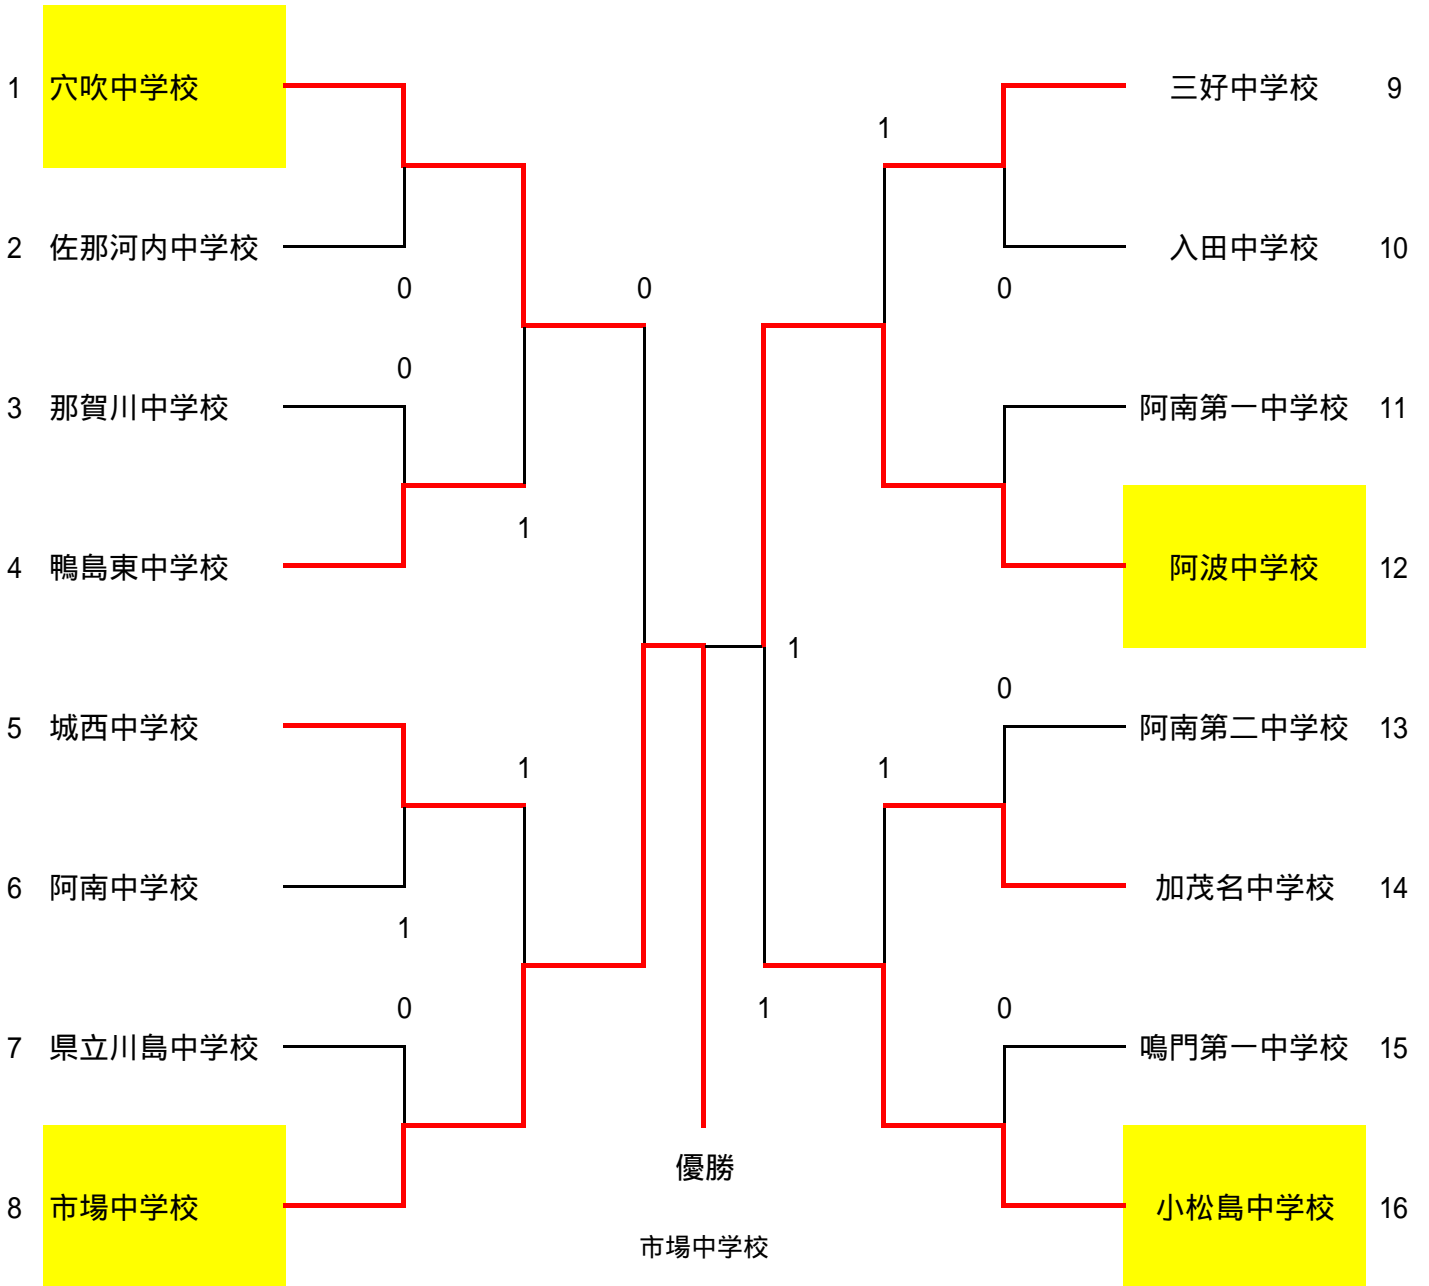 1 穴吹中学校
三好中学校 9
1
2 佐那河内中学校
入田中学校 10
0
0
0
0
3 那賀川中学校
阿南第一中学校 11
1
4 鴨島東中学校
阿波中学校 12
1
0
5 城西中学校
阿南第二中学校 13
1
1
6 阿南中学校
加茂名中学校 14
1
0
1
0
7 県立川島中学校
鳴門第一中学校 15
優勝
8 市場中学校
小松島中学校 16
市場中学校